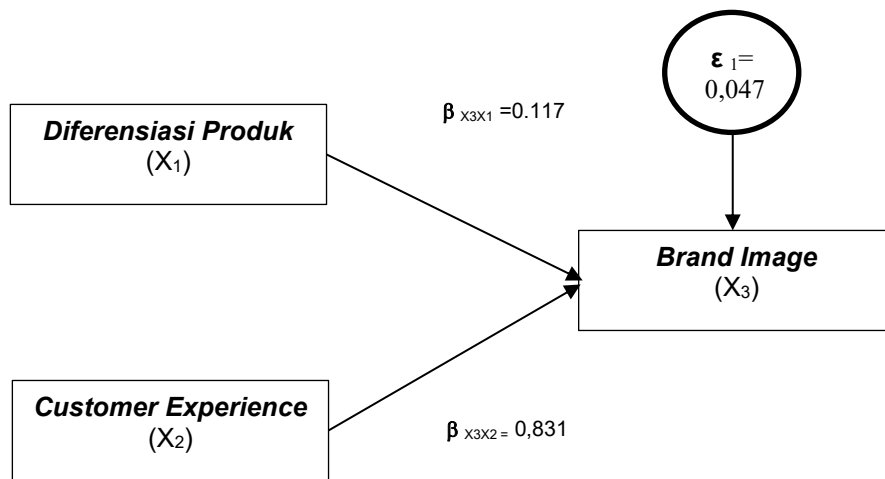 ε 1=
0,047
β X3X1 =0.117
Diferensiasi Produk
(X1)
Brand Image
(X3)
Customer Experience
(X2)
β X3X2 = 0,831